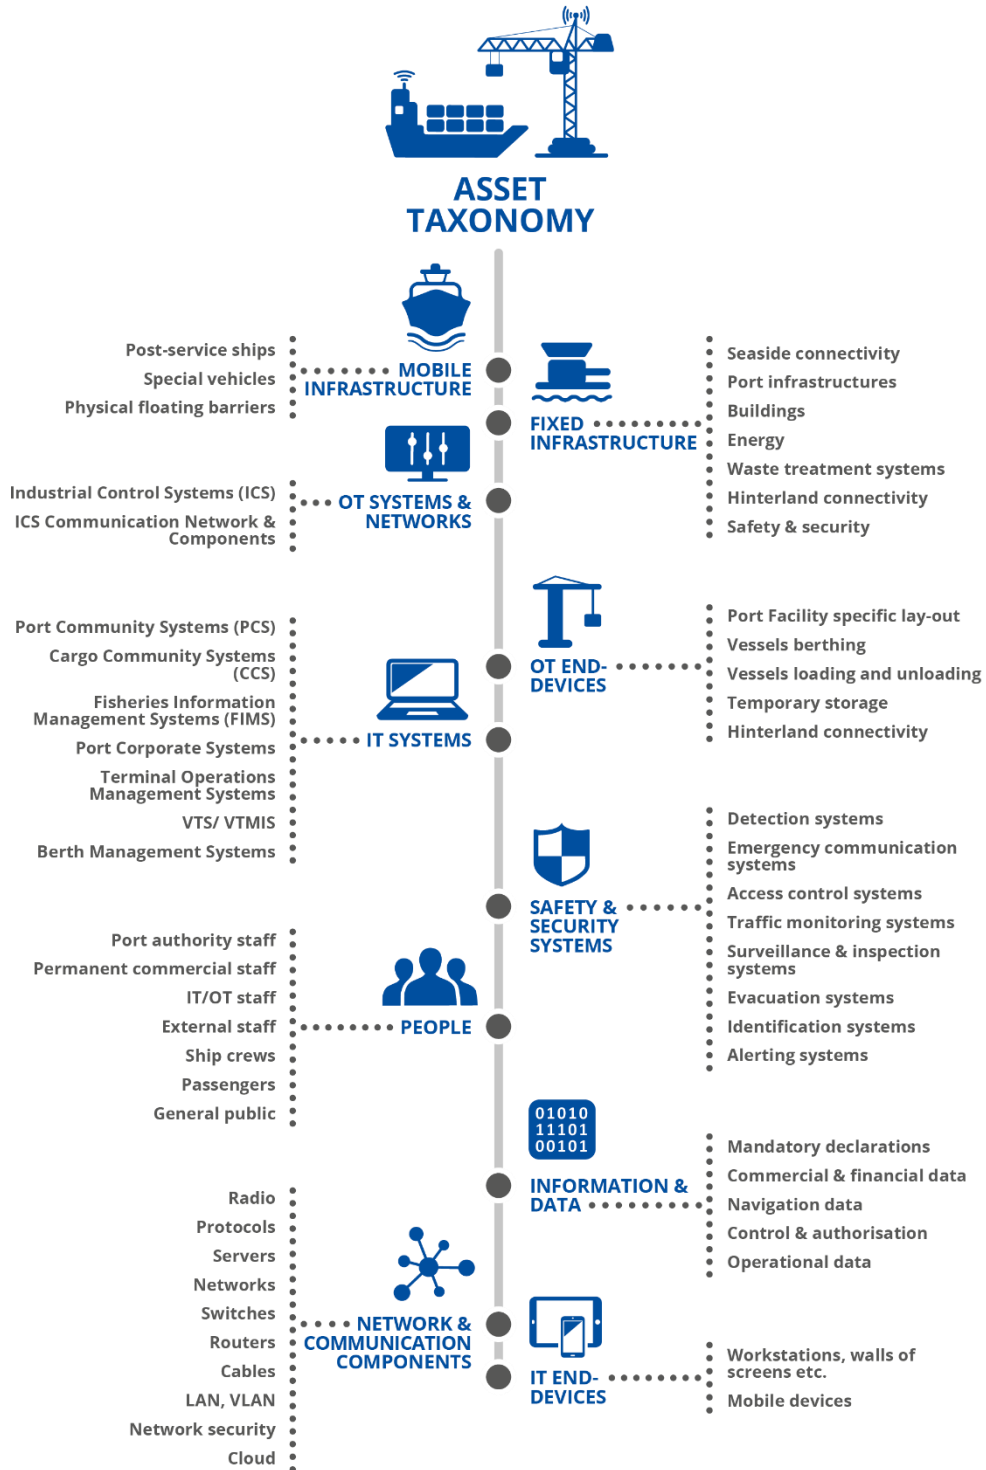 ASSET
TAXONOMY
MOBILE
INFRASTRUCTURE
Post-service ships
Special vehicles
Physical floating barriers
FIXED
INFRASTRUCTURE
Seaside connectivity
Port infrastructures
Buildings
Energy
Waste treatment systems
Hinterland connectivity
Safety & security
OT SYSTEMS &
NETWORKS
Industrial Control Systems (ICS)
ICS Communication Network &
Components
OT END-
DEVICES
Port Facility specific lay-out
Vessels berthing
Vessels loading and unloading
Temporary storage
Hinterland connectivity
IT SYSTEMS
Port Community Systems (PCS)
Cargo Community Systems
(CCS)
Fisheries Information
Management Systems (FIMS)
Port Corporate Systems
Terminal Operations
Management Systems
VTS/ VTMIS
Berth Management Systems
SAFETY &
SECURITY
SYSTEMS
Detection systems
Emergency communication
systems
Access control systems
Traffic monitoring systems
Surveillance & inspection
systems
Evacuation systems
Identification systems
Alerting systems
PEOPLE
Port authority staff
Permanent commercial staff
IT/OT staff
External staff
Ship crews
Passengers
General public
01010
11101
00101
INFORMATION &
DATA
Mandatory declarations
Commercial & financial data
Navigation data
Control & authorisation
Operational data
NETWORK &
COMMUNICATION
COMPONENTS
Radio
Protocols
Servers
Networks
Switches
Routers
Cables
LAN, VLAN
Network security
Cloud
IT END-
DEVICES
Workstations, walls of
screens etc.
Mobile devices